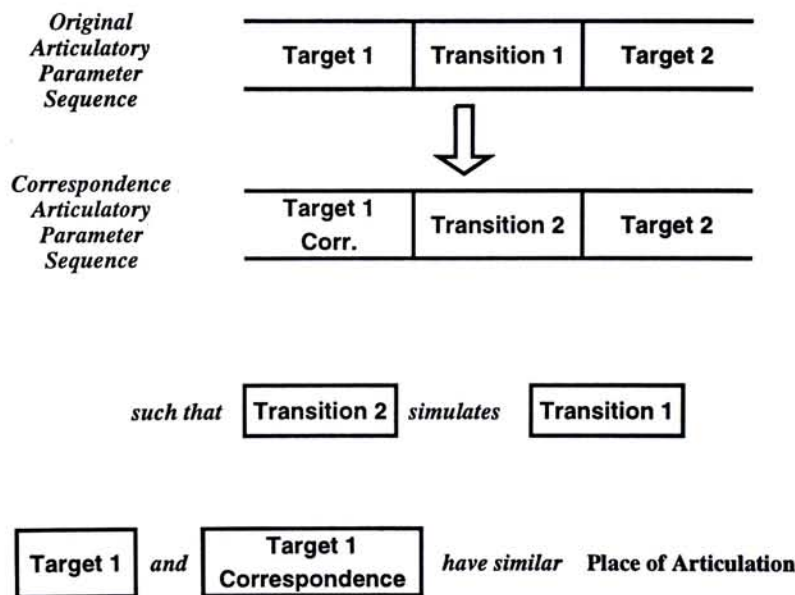 Original
Articulatory
Parameter
Sequence
Target 1 Transition 1 Target 2
Correspondence
Articulatory
Parameter
Sequence
Target 1
Corr.
Transition 2 Target 2
such that Transition 2 simulates Transition 1
Target 1 and Target 1
Correspondence
have similar Place of Articulation